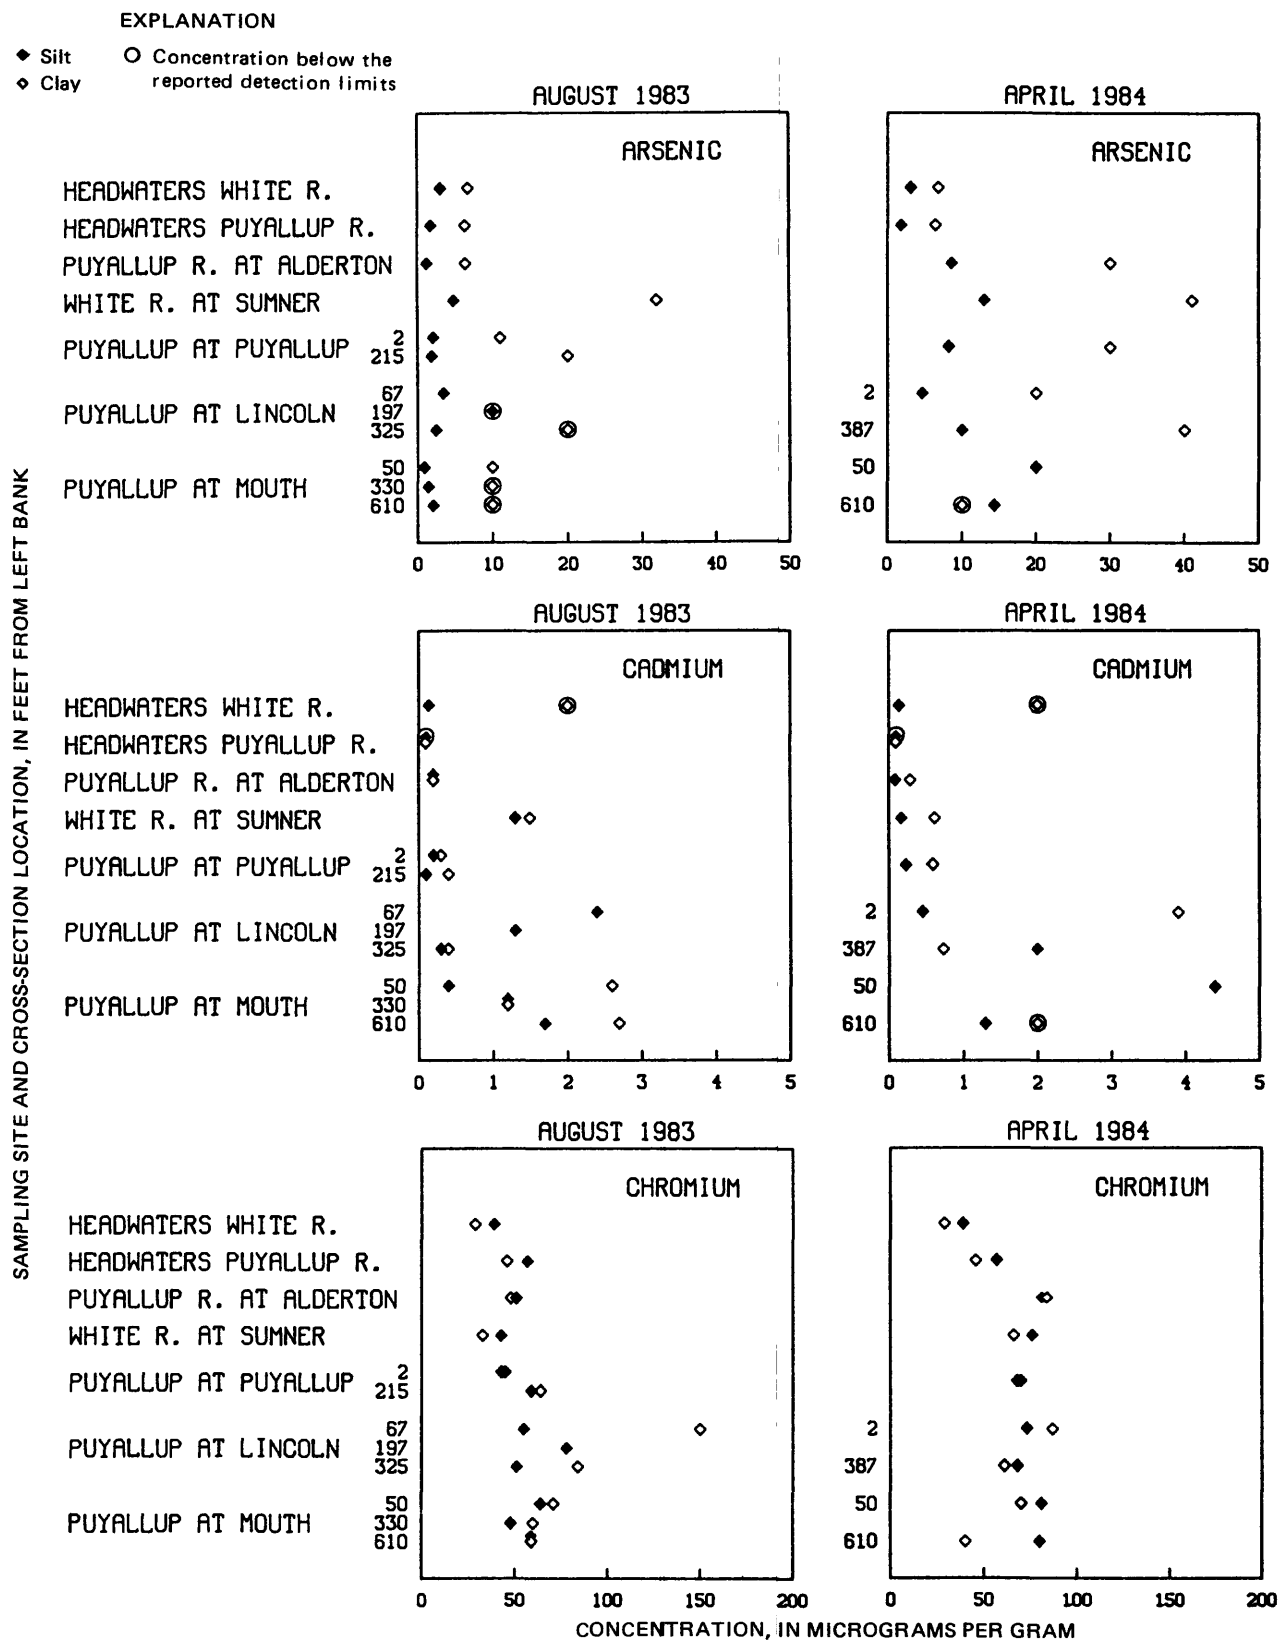 EXPLANATION
Silt
Clay
Concentration below the
reported detection limits
SAMPLING SITE AND CROSS-SECTION LOCATION, IN FEET FROM LEFT BANK
AUGUST 1983
ARSENIC
HEADWATERS WHITE R.
HEADWATERS PUYALLUP R.
PUYALLUP R. AT ALDERTON
WHITE R. AT SUMNER
PUYALLUP AT PUYALLUP
2
215
PUYALLUP AT LINCOLN
67
197
325
PUYALLUP AT MOUTH
50
330
610
0 10 20 30 40 50
APRIL 1984
ARSENIC
2
387
50
610
0 10 20 30 40 50
AUGUST 1983
CADMIUM
HEADWATERS WHITE R.
HEADWATERS PUYALLUP R.
PUYALLUP R. AT ALDERTON
WHITE R. AT SUMNER
PUYALLUP AT PUYALLUP
2
215
PUYALLUP AT LINCOLN
67
197
325
PUYALLUP AT MOUTH
50
330
610
0 1 2 3 4 5
APRIL 1984
CADMIUM
2
387
50
610
0 1 2 3 4 5
AUGUST 1983
CHROMIUM
HEADWATERS WHITE R.
HEADWATERS PUYALLUP R.
PUYALLUP R. AT ALDERTON
WHITE R. AT SUMNER
PUYALLUP AT PUYALLUP
2
215
PUYALLUP AT LINCOLN
67
197
325
PUYALLUP AT MOUTH
50
330
610
0 50 100 150 200
APRIL 1984
CHROMIUM
2
387
50
610
0 50 100 150 200
CONCENTRATION, IN MICROGRAMS PER GRAM